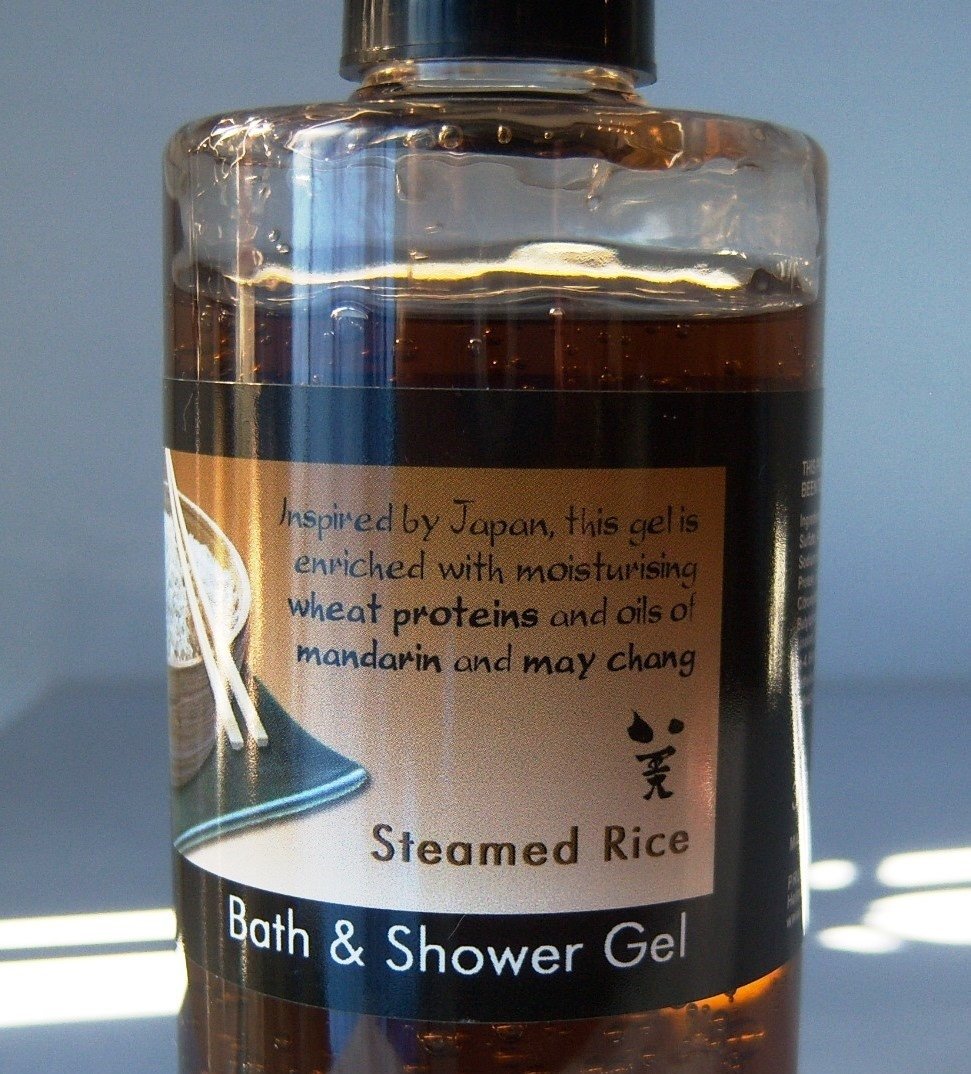 Inspired by Japan, this gel is
enriched with moisturising
wheat proteins and oils of
mandarin and may chang
美
Steamed Rice
Bath & Shower Gel